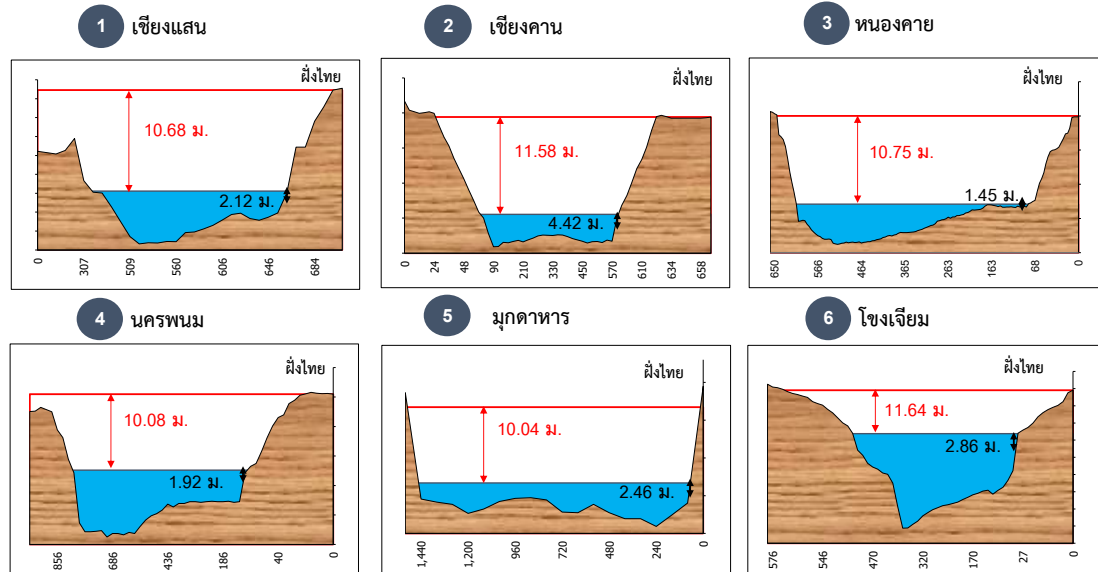 1 เชียงแสน
ฝั่งไทย
10.68 ม.
2.12 ม.
0 307 509 560 606 646 684
2 เชียงคาน
ฝั่งไทย
11.58 ม.
4.42 ม.
0 24 48 90 210 330 450 570 610 634 658
3 หนองคาย
ฝั่งไทย
10.75 ม.
1.45 ม.
650 566 464 365 263 163 68 0
4 นครพนม
ฝั่งไทย
10.08 ม.
1.92 ม.
856 686 436 186 40 0
5 มุกดาหาร
ฝั่งไทย
10.04 ม.
2.46 ม.
1,440 1,200 960 720 480 240 0
6 โขงเจียม
ฝั่งไทย
11.64 ม.
2.86 ม.
576 546 470 320 170 27 0